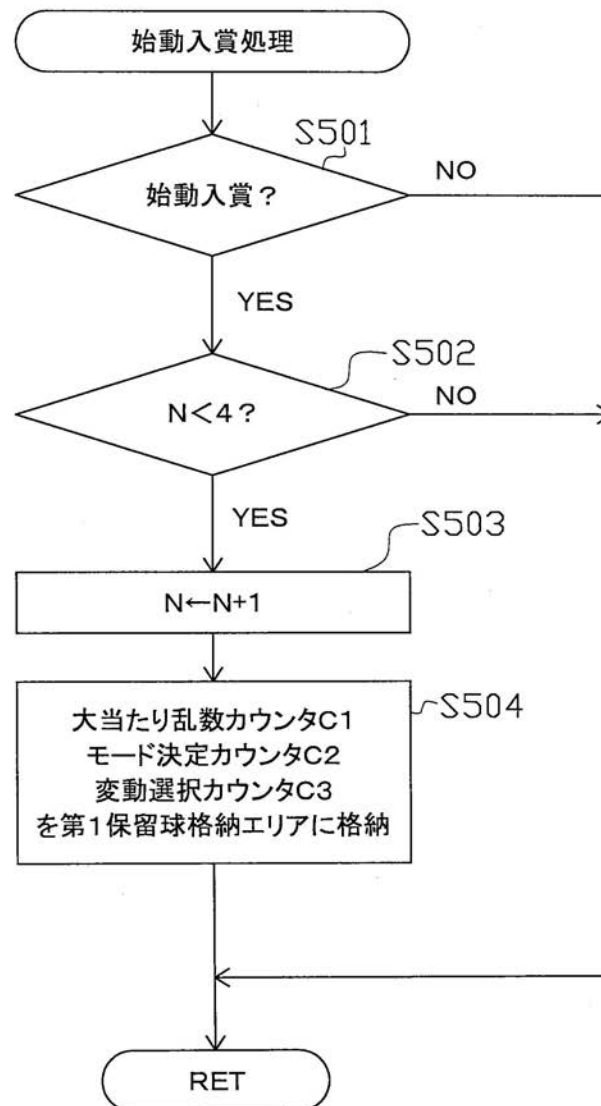 始動入賞処理
S501
始動入賞？
NO
YES
S502
N＜4？
NO
YES
S503
N←N+1
S504
大当たり乱数カウンタC1
モード決定カウンタC2
変動選択カウンタC3
を第1保留球格納エリアに格納
RET